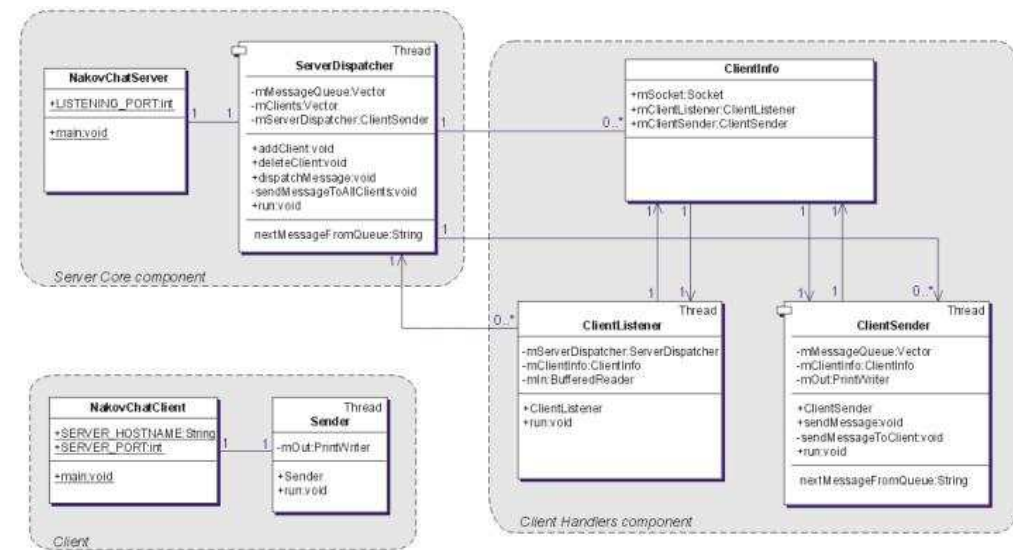 NakovChatServer
+LISTENING_PORT:int
+main:void
1
1
Thread
ServerDispatcher
-mMessageQueue:Vector
-mClients:Vector
-mServerDispatcher:ClientSender
+addClient:void
+deleteClient:void
+dispatchMessage:void
-sendMessageToAllClients:void
+run:void
nextMessageFromQueue:String
Server Core component
1
0..*
1
0..*
1
0..*
ClientInfo
+mSocket:Socket
+mClientListener:ClientListener
+mClientSender:ClientSender
1
1
1
1
1
1
1
1
Thread
ClientListener
-mServerDispatcher:ServerDispatcher
-mClientInfo:ClientInfo
-mIn:BufferedReader
+ClientListener
+run:void
Thread
ClientSender
-mMessageQueue:Vector
-mClientInfo:ClientInfo
-mOut:PrintWriter
+ClientSender
+sendMessage:void
-sendMessageToClient:void
+run:void
nextMessageFromQueue:String
Client Handlers component
NakovChatClient
+SERVER_HOSTNAME:String
+SERVER_PORT:int
+main:void
1
1
Thread
Sender
-mOut:PrintWriter
+Sender
+run:void
Client